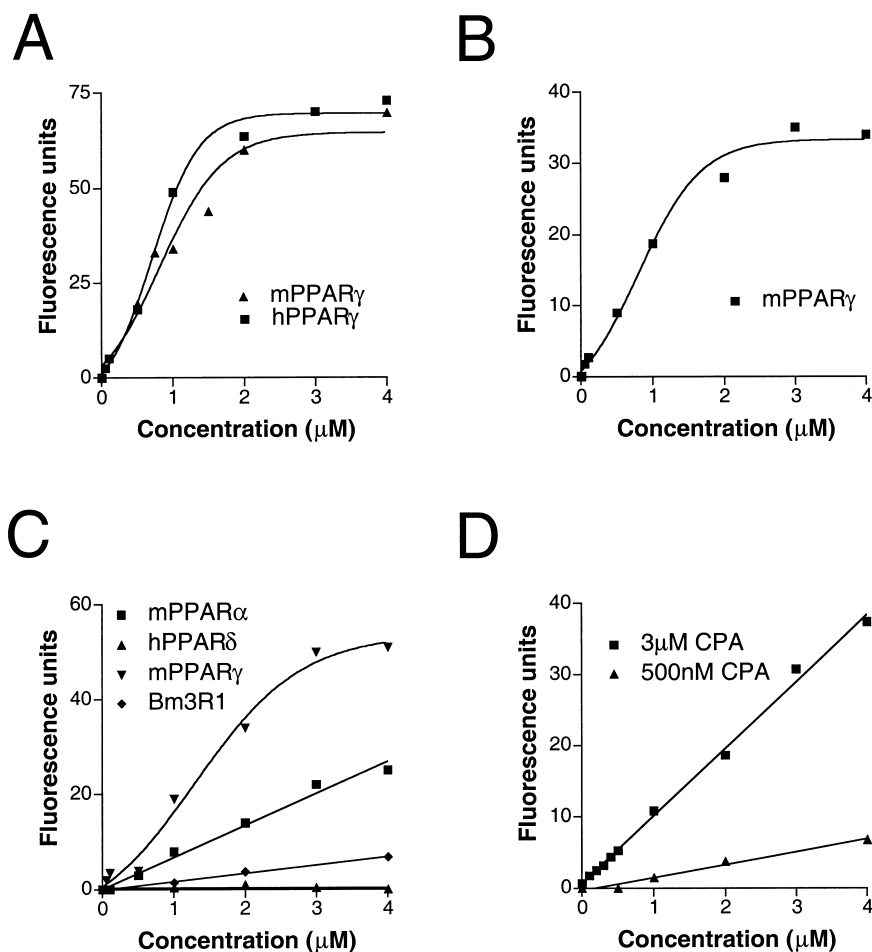 A
75
50
25
0
Fluorescence units
mPPARγ
hPPARγ
0 1 2 3 4
Concentration (μM)
B
40
30
20
10
0
Fluorescence units
mPPARγ
0 1 2 3 4
Concentration (μM)
C
60
40
20
0
Fluorescence units
mPPARα
hPPARδ
mPPARγ
Bm3R1
0 1 2 3 4
Concentration (μM)
D
40
30
20
10
0
Fluorescence units
3μM CPA
500nM CPA
0 1 2 3 4
Concentration (μM)